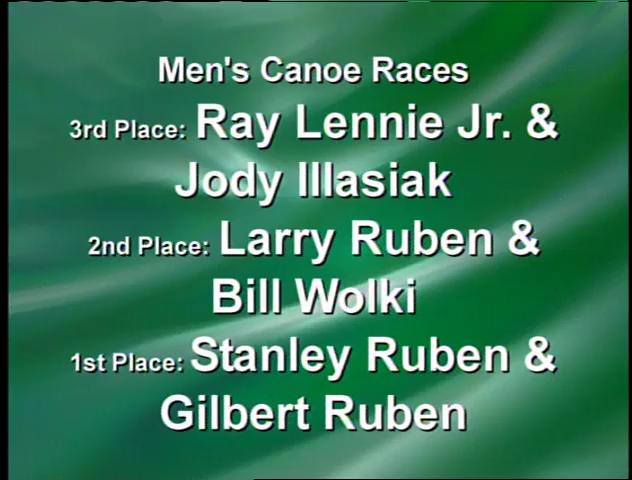 Men's Canoe Races
3rd Place: Ray Lennie Jr. &
Jody Illasiak
2nd Place: Larry Ruben &
Bill Wolki
1st Place: Stanley Ruben &
Gilbert Ruben